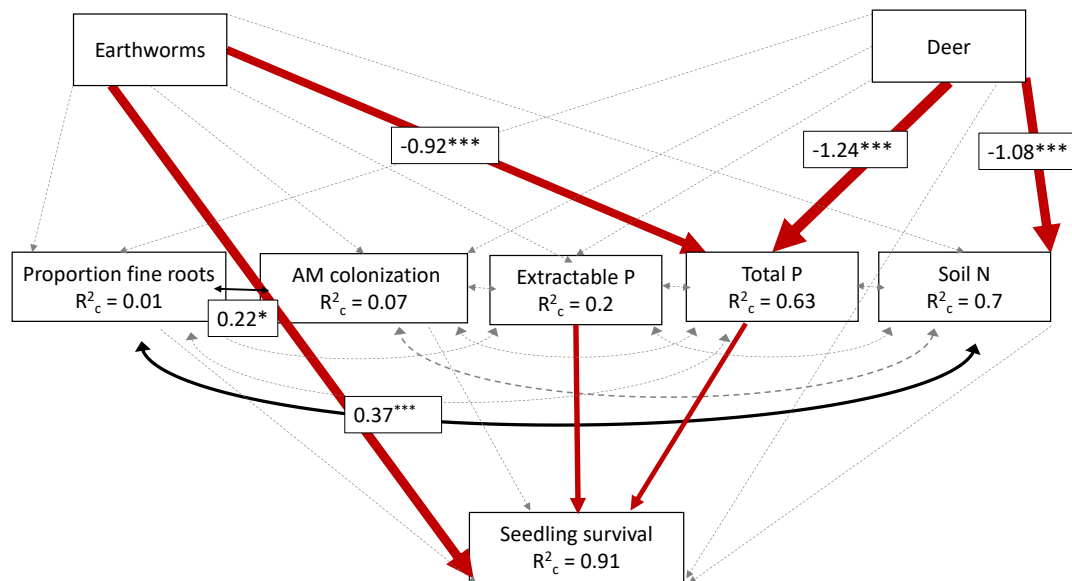 Earthworms
Deer
-0.92***
-1.24***
-1.08***
Proportion fine roots
R²c = 0.01
AM colonization
R²c = 0.07
Extractable P
R²c = 0.2
Total P
R²c = 0.63
Soil N
R²c = 0.7
0.22*
0.37***
Seedling survival
R²c = 0.91